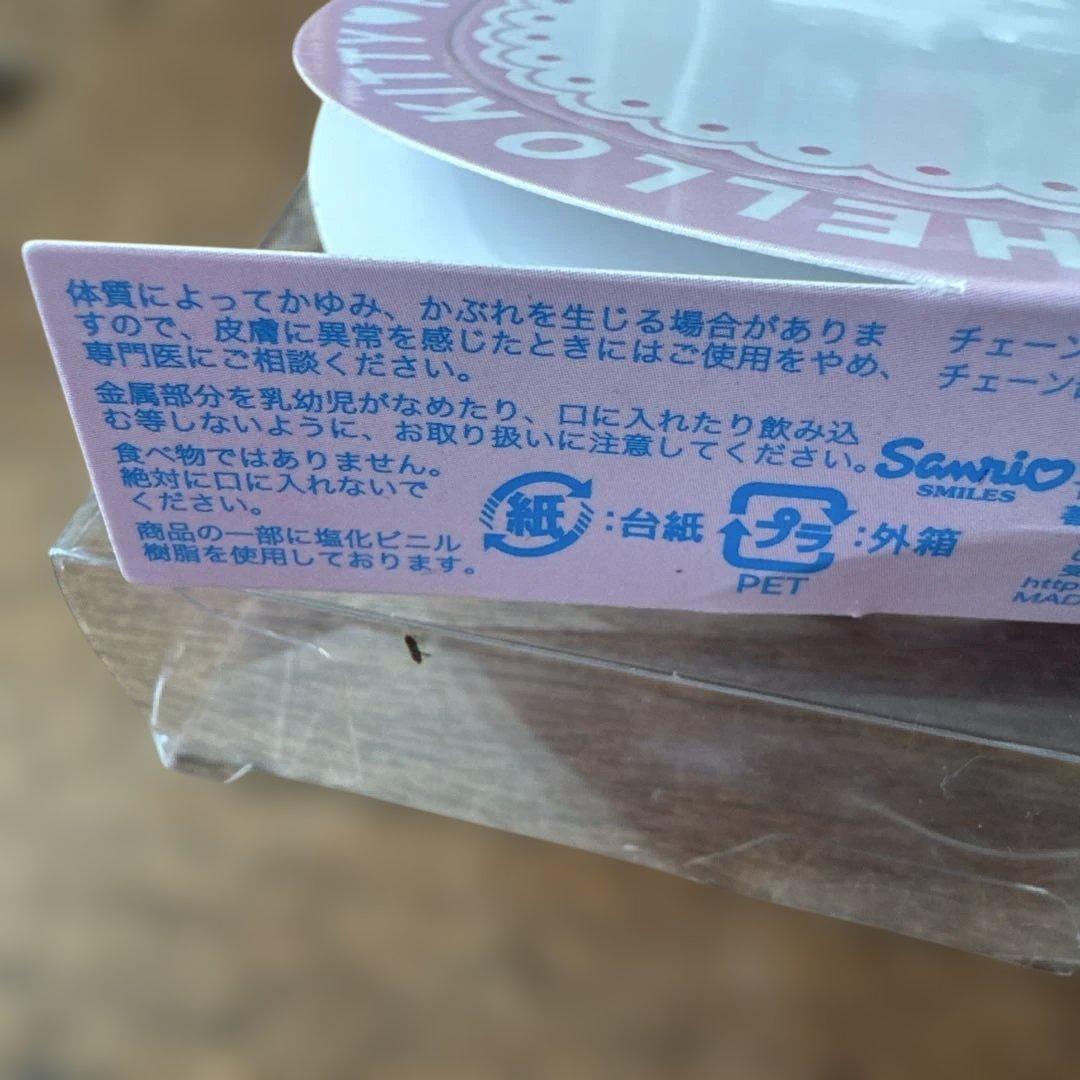 HELLO KITTY
体質によってかゆみ、かぶれを生じる場合がありま
すので、皮膚に異常を感じたときにはご使用をやめ、
専門医にご相談ください。
金属部分を乳幼児がなめたり、口に入れたり飲み込
む等しないように、お取り扱いに注意してください。
食べ物ではありません。
絶対に口に入れないで
ください。
商品の一部に塩化ビニル
樹脂を使用しております。
紙:台紙
プラ:外箱
PET
Sanrio
SMILES
チェーン
チェーン
http
MAD